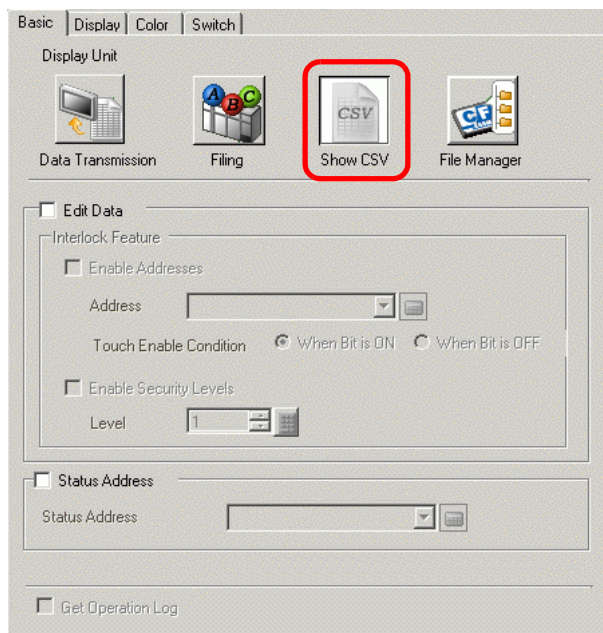 Basic Display Color Switch
Display Unit
A B C CSV CF
Data Transmission Filing Show CSV File Manager
Edit Data
Interlock Feature
Enable Addresses
Address
Touch Enable Condition When Bit is ON When Bit is OFF
Enable Security Levels
Level 1
Status Address
Status Address
Get Operation Log